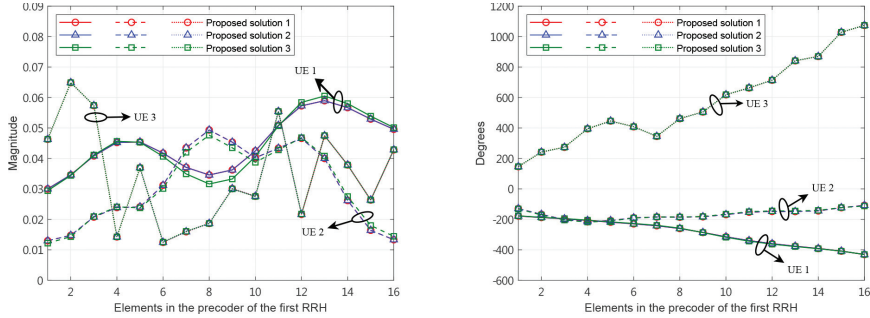 0.09
0.08
0.07
0.06
0.05
0.04
0.03
0.02
0.01
0
Magnitude
Proposed solution 1
Proposed solution 2
Proposed solution 3
UE 1
UE 3
UE 2
2 4 6 8 10 12 14 16
Elements in the precoder of the first RRH
1200
1000
800
600
400
200
0
-200
-400
-600
Degrees
Proposed solution 1
Proposed solution 2
Proposed solution 3
UE 3
UE 2
UE 1
2 4 6 8 10 12 14 16
Elements in the precoder of the first RRH